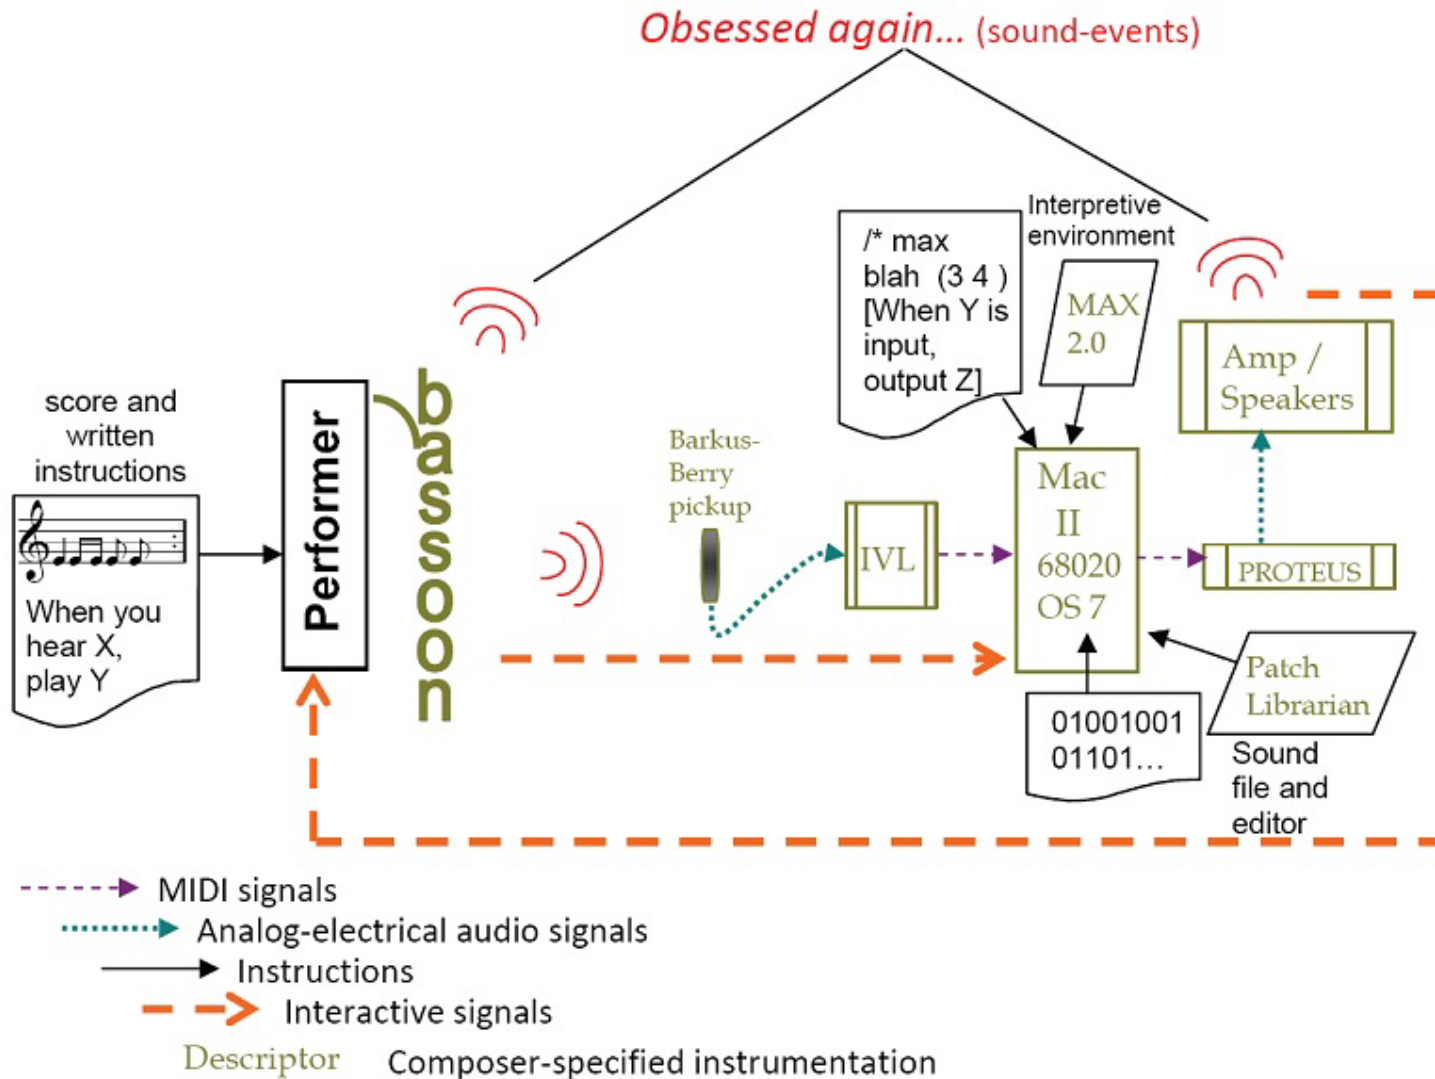 Obsessed again... (sound-events)
Interpretive
environment
/* max
blah (3 4 )
[When Y is
input,
output Z]
MAX
2.0
Amp /
Speakers
score and
written
instructions
When you
hear X,
play Y
Performer
bassoon
Barkus-
Berry
pickup
IVL
Mac
II
68020
OS 7
PROTEUS
01001001
01101...
Patch
Librarian
Sound
file and
editor
MIDI signals
Analog-electrical audio signals
Instructions
Interactive signals
Descriptor Composer-specified instrumentation